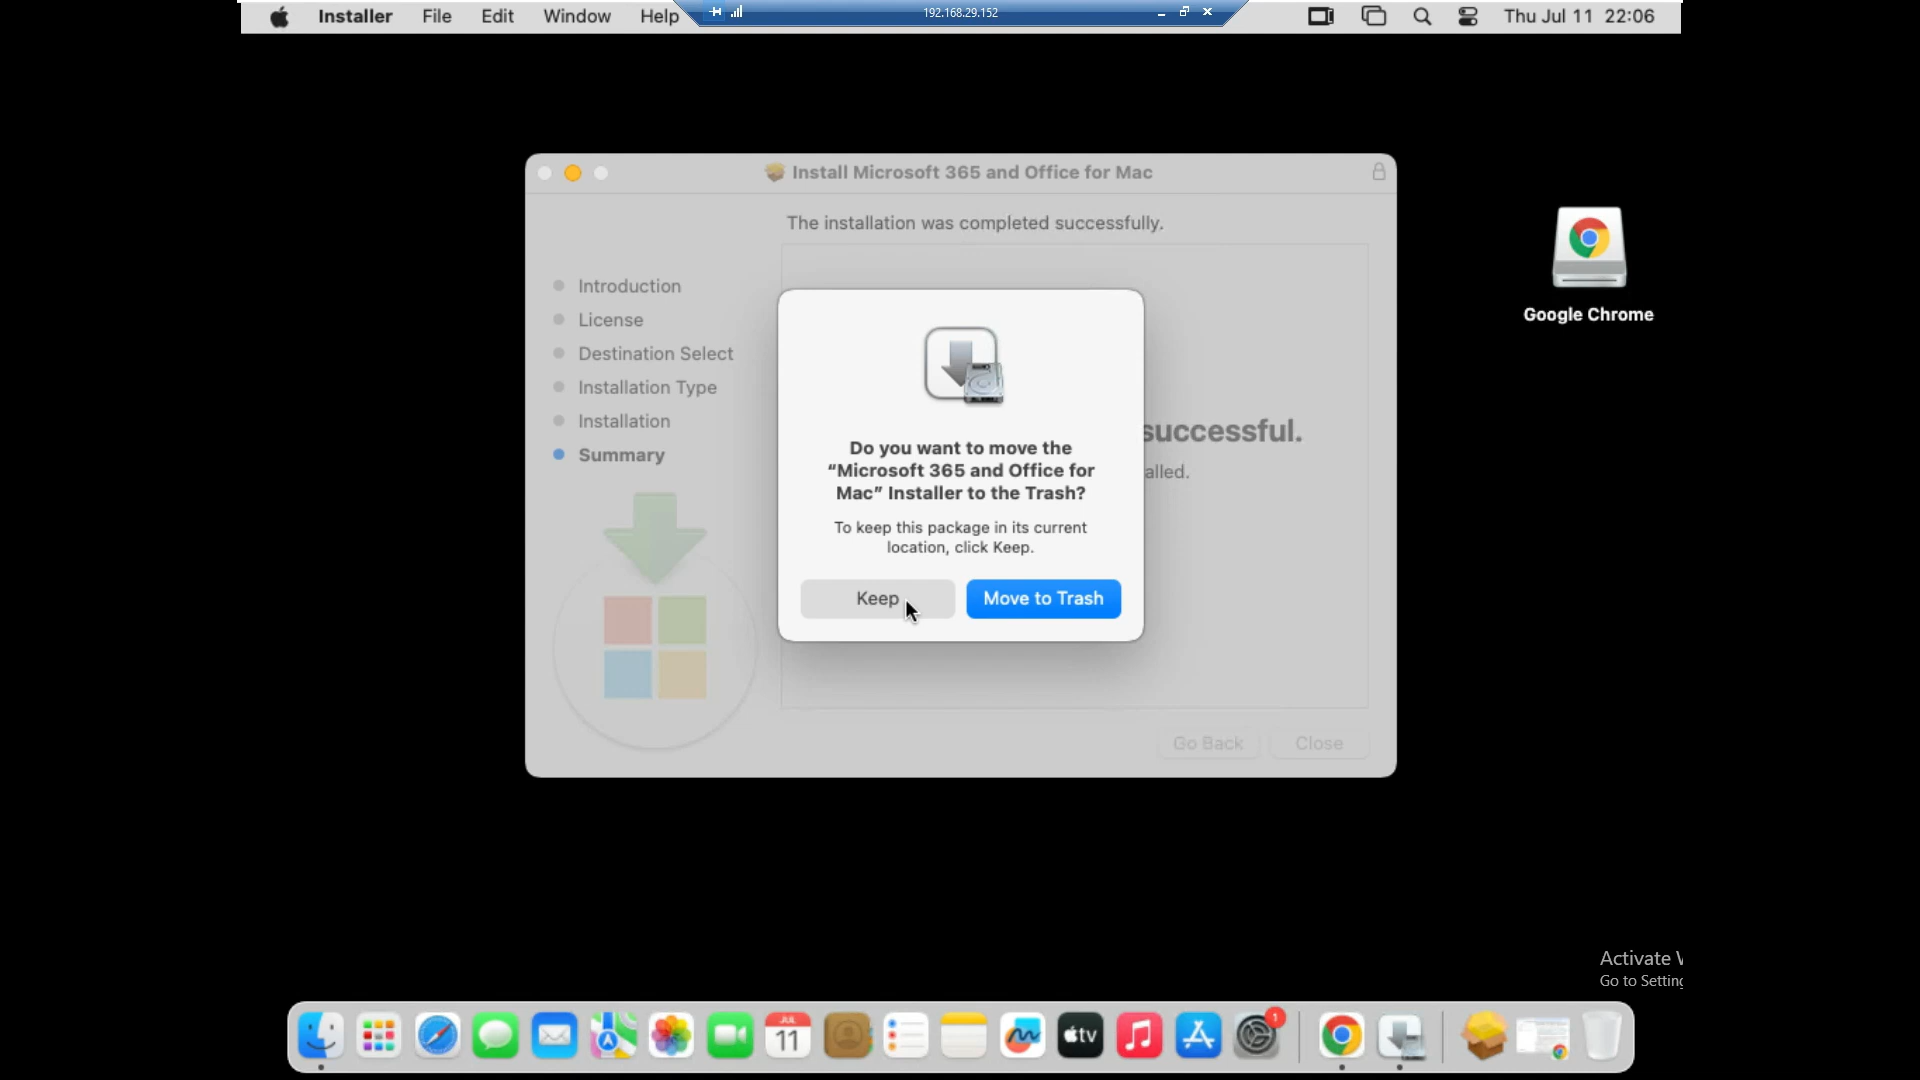 Installer File Edit Window Help
192.168.29.152
Thu Jul 11 22:06
Install Microsoft 365 and Office for Mac
The installation was completed successfully.
Introduction
License
Destination Select
Installation Type
Installation
Summary
successful.
alled.
Do you want to move the
“Microsoft 365 and Office for
Mac” Installer to the Trash?
To keep this package in its current
location, click Keep.
Keep
Move to Trash
Go Back
Close
Google Chrome
Activate
Go to Setting
JUL
11
tv
1